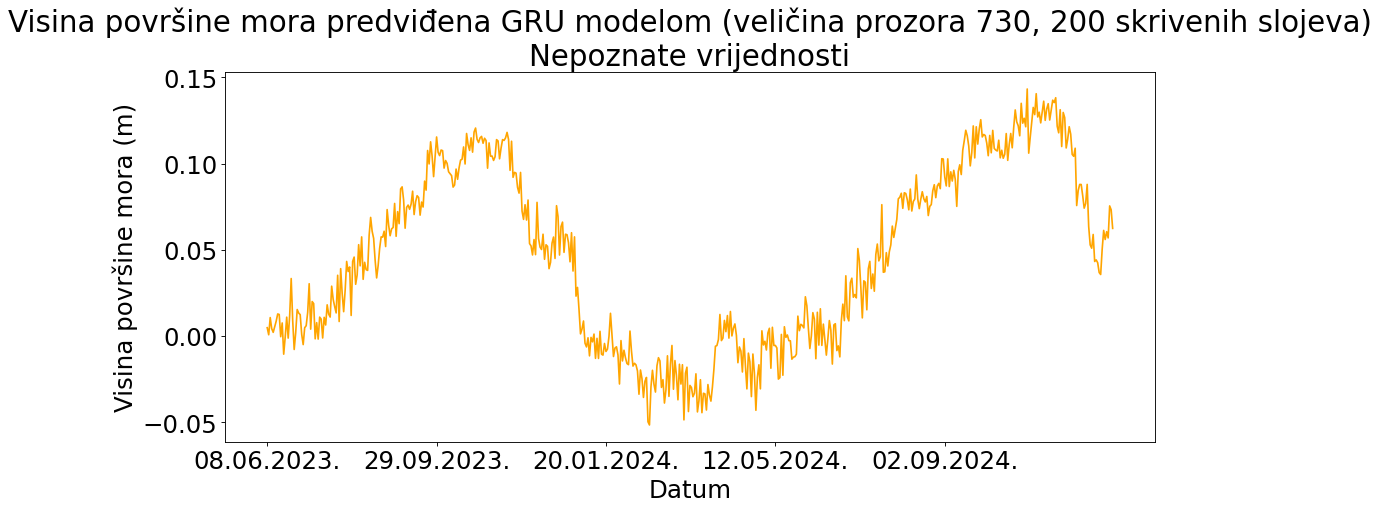 Visina površine mora predviđena GRU modelom (veličina prozora 730, 200 skrivenih slojeva)
Nepoznate vrijednosti
Visina površine mora (m)
0.15
0.10
0.05
0.00
−0.05
08.06.2023. 29.09.2023. 20.01.2024. 12.05.2024. 02.09.2024.
Datum